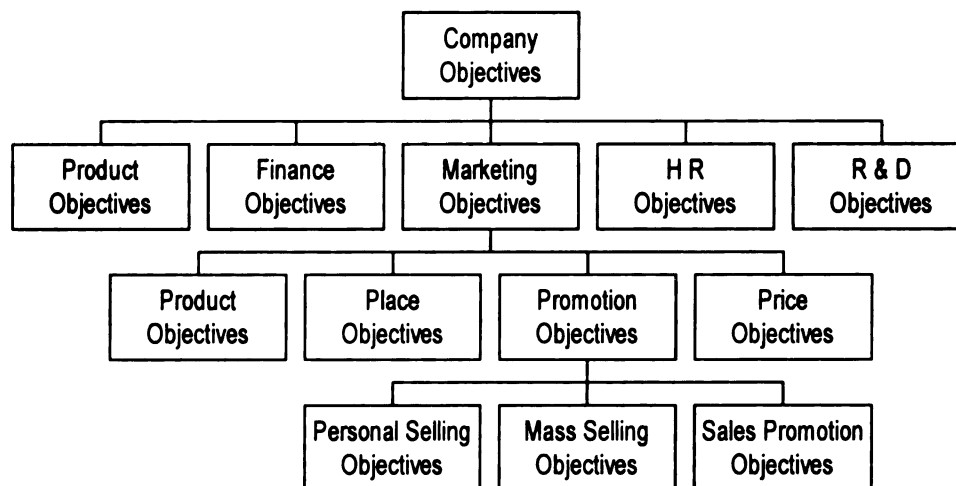 Company
Objectives
Product
Objectives
Finance
Objectives
Marketing
Objectives
H R
Objectives
R & D
Objectives
Product
Objectives
Place
Objectives
Promotion
Objectives
Price
Objectives
Personal Selling
Objectives
Mass Selling
Objectives
Sales Promotion
Objectives